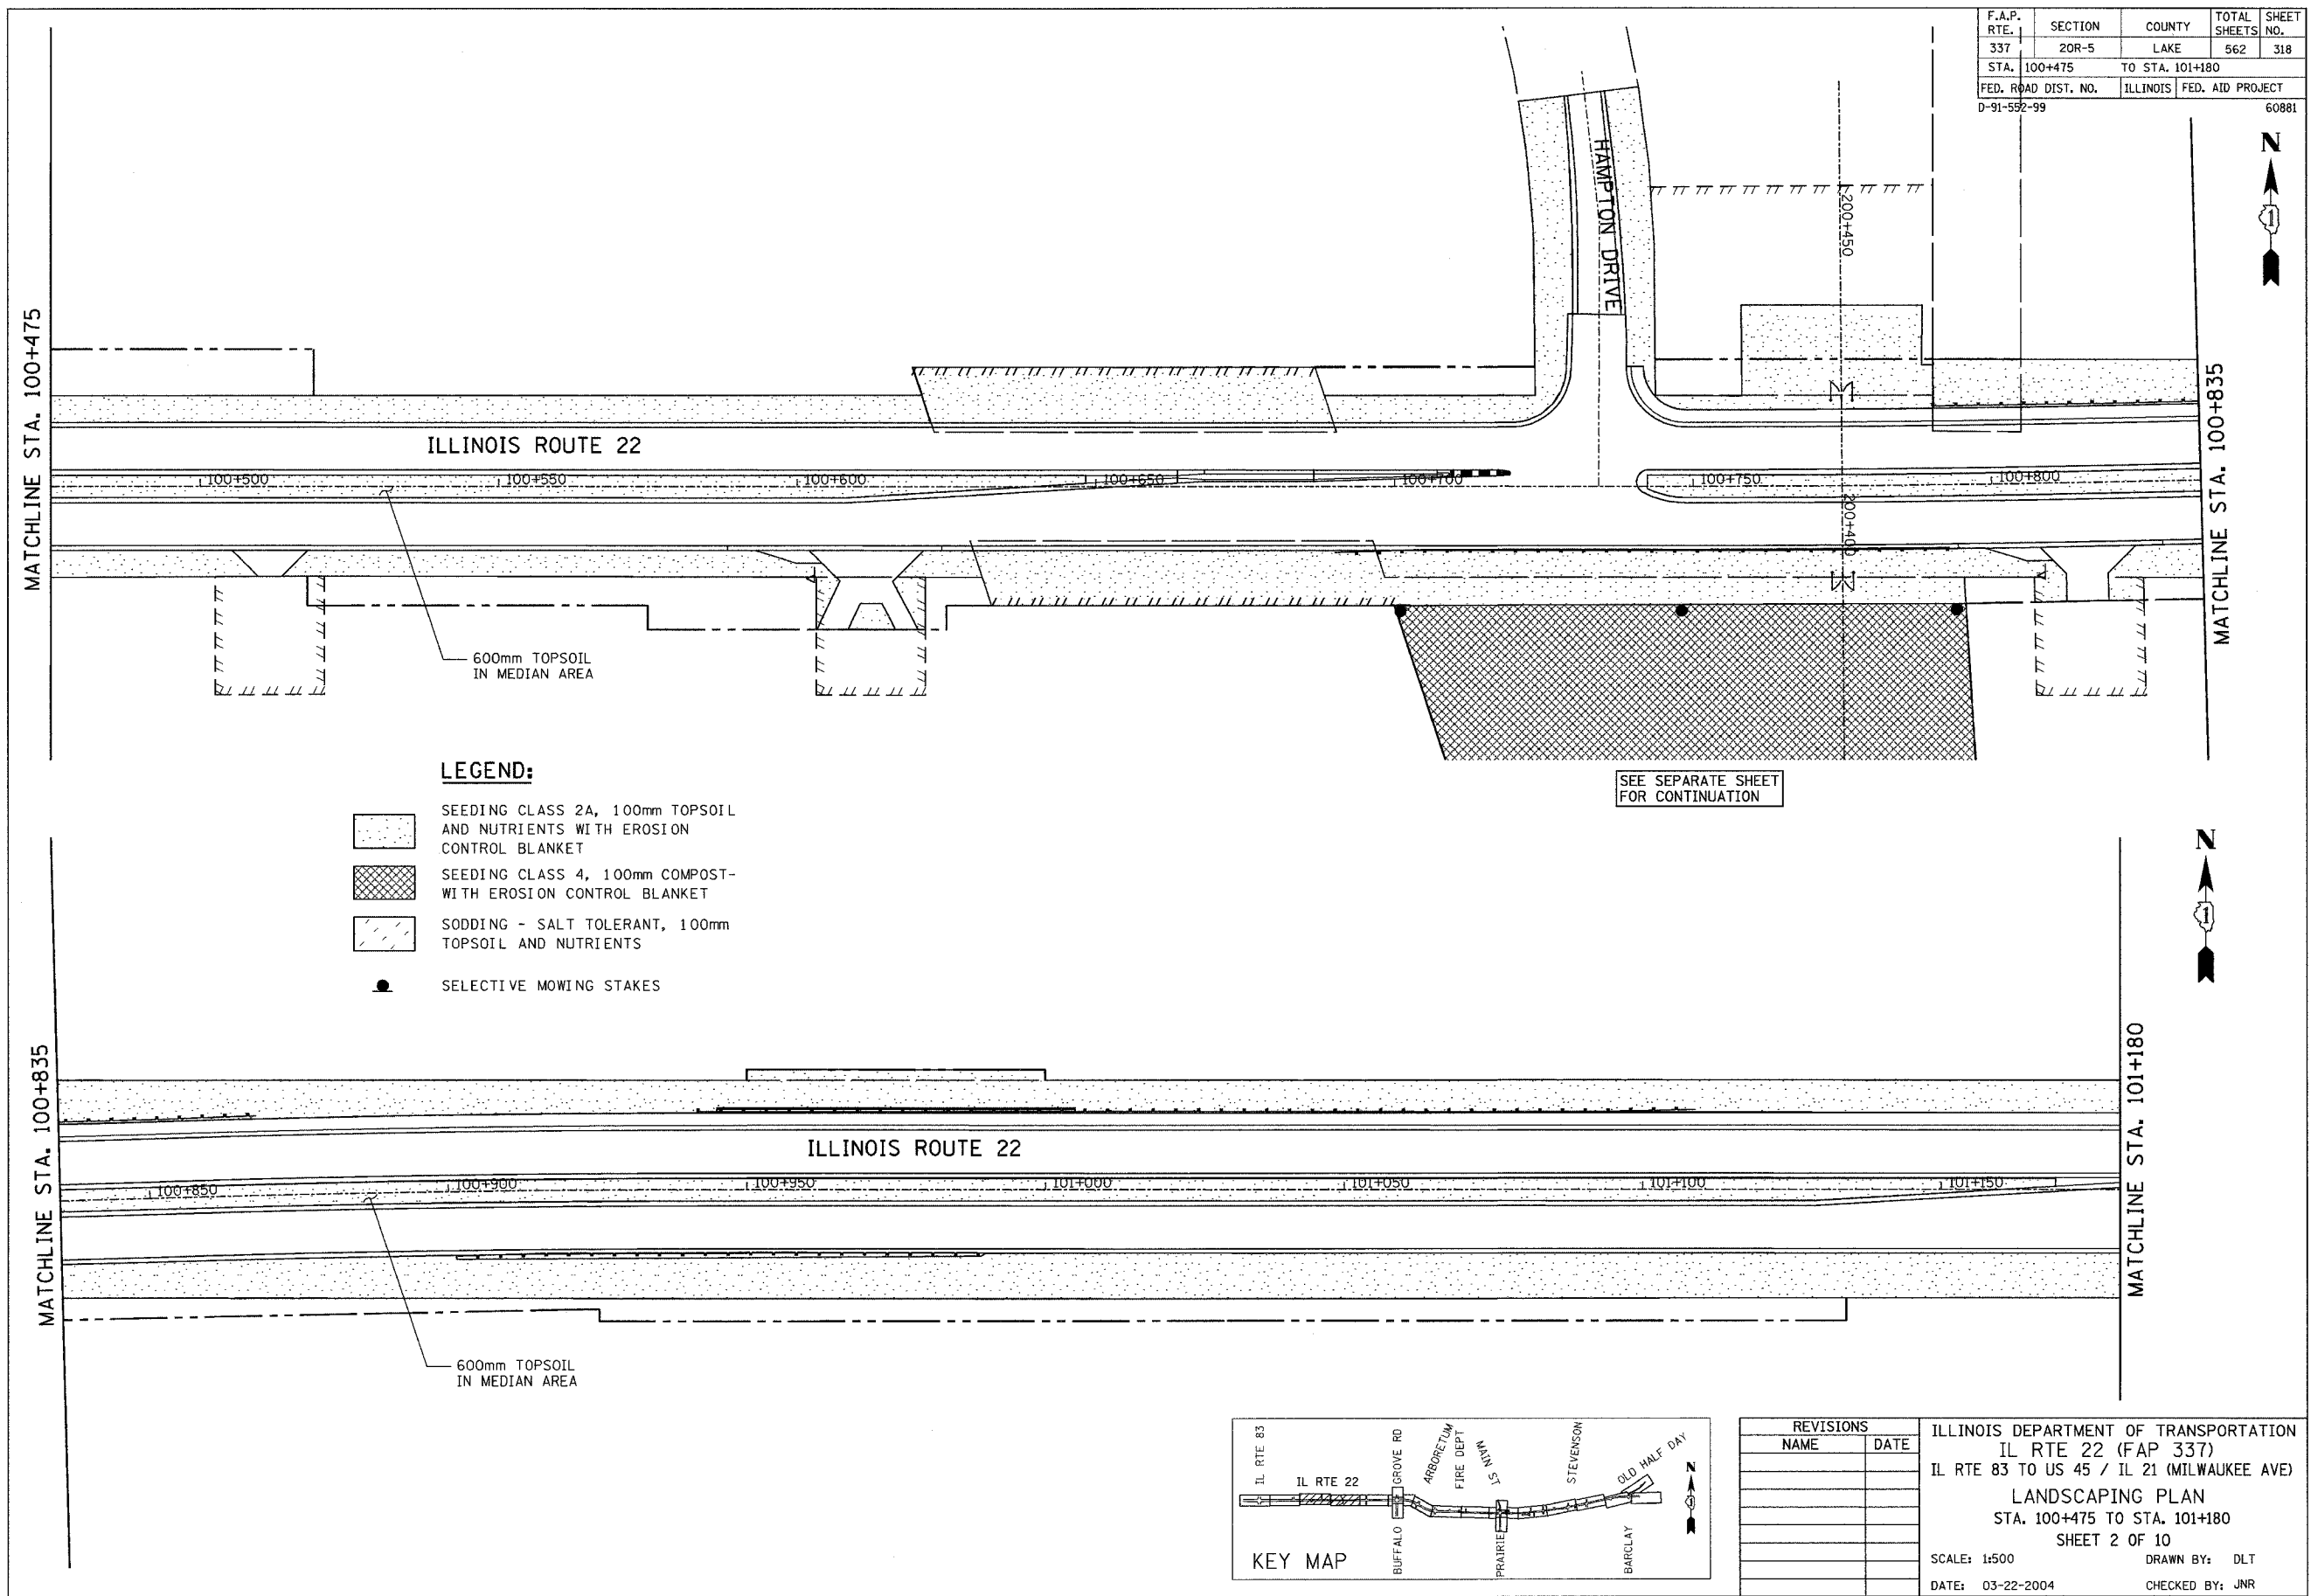 F.A.P. RTE. SECTION COUNTY TOTAL SHEETS SHEET NO.
337 20R-5 LAKE 562 318
STA. 100+475 TO STA. 101+180
FED. ROAD DIST. NO. ILLINOIS FED. AID PROJECT
D-91-552-99 60881
N
1
HAMPTON DRIVE
200+450
MATCHLINE STA. 100+475
ILLINOIS ROUTE 22
MATCHLINE STA. 100+835
100+500 100+550 100+600 100+650 100+700 100+750 100+800
200+400
600mm TOPSOIL
IN MEDIAN AREA
SEE SEPARATE SHEET
FOR CONTINUATION
LEGEND:
SEEDING CLASS 2A, 100mm TOPSOIL
AND NUTRIENTS WITH EROSION
CONTROL BLANKET
SEEDING CLASS 4, 100mm COMPOST-
WITH EROSION CONTROL BLANKET
SODDING - SALT TOLERANT, 100mm
TOPSOIL AND NUTRIENTS
SELECTIVE MOWING STAKES
N
1
MATCHLINE STA. 100+835
ILLINOIS ROUTE 22
MATCHLINE STA. 101+180
100+850 100+900 100+950 101+000 101+050 101+100 101+150
600mm TOPSOIL
IN MEDIAN AREA
IL RTE 83
IL RTE 22
GROVE RD
ARBORETUM
FIRE DEPT
MAIN ST
STEVENSON
OLD HALF DAY
N
BUFFALO
PRAIRIE
BARCLAY
KEY MAP
REVISIONS
NAME DATE
ILLINOIS DEPARTMENT OF TRANSPORTATION
IL RTE 22 (FAP 337)
IL RTE 83 TO US 45 / IL 21 (MILWAUKEE AVE)
LANDSCAPING PLAN
STA. 100+475 TO STA. 101+180
SHEET 2 OF 10
SCALE: 1:500 DRAWN BY: DLT
DATE: 03-22-2004 CHECKED BY: JNR